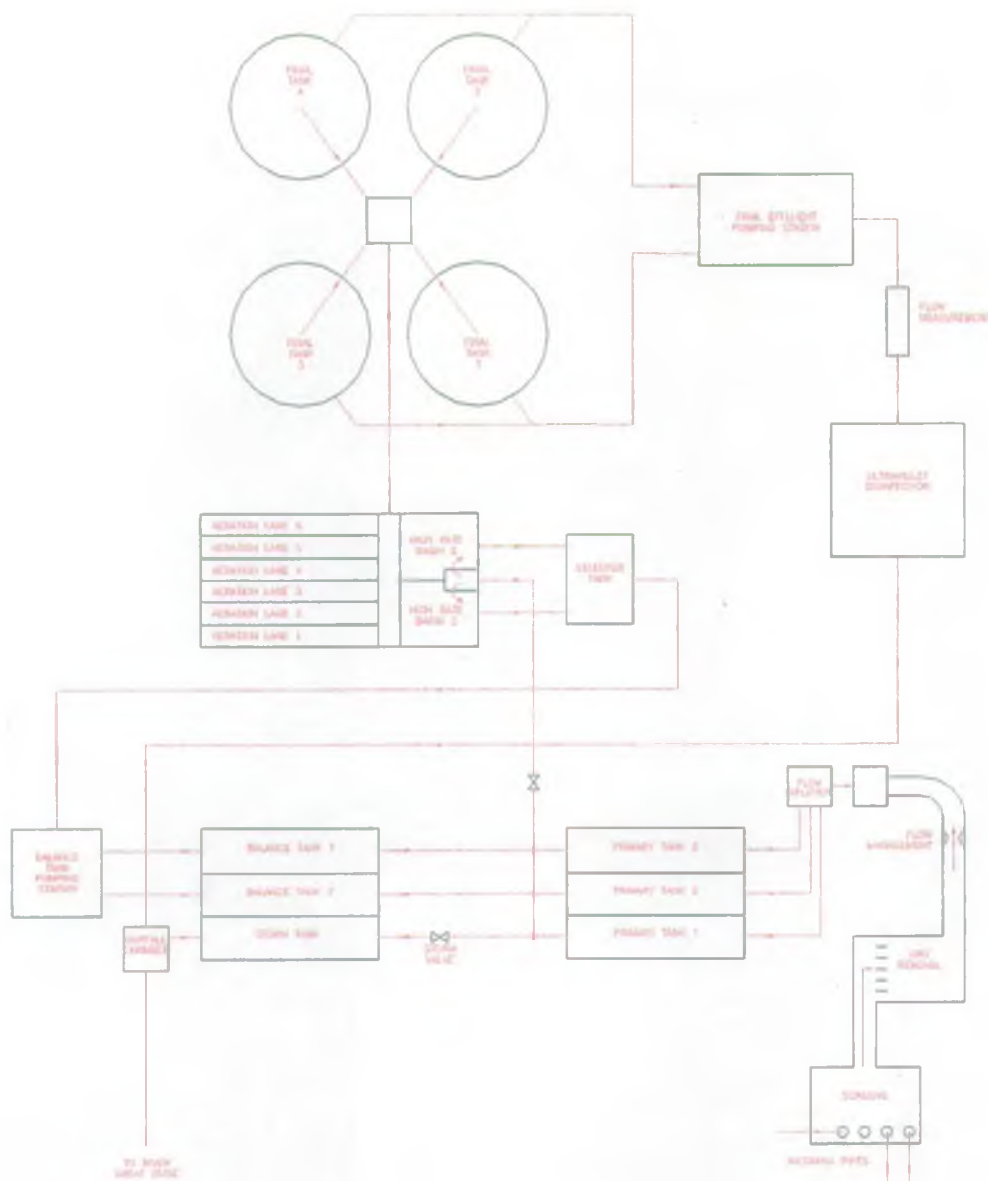 FINAL
TANK
4
FINAL
TANK
FINAL EFFLUENT
PUMPING STATION
FLOW
MEASUREMENT
FINAL
TANK
3
FINAL
TANK
1
ULTRAVIOLET
DISINFECTION
AERATION LANE 6
AERATION LANE 5
AERATION LANE 4
AERATION LANE 3
AERATION LANE 2
AERATION LANE 1
HIGH RATE
BASIN 2
HIGH RATE
BASIN
SELECTOR
TANK
FLOW
SPLITTER
FLOW
BALANCE
TANK
PUMPING
STATION
BALANCE TANK 1
BALANCE TANK 2
STORM TANK
PRIMARY TANK 3
PRIMARY TANK 2
PRIMARY TANK 1
OUTFALL
CHAMBER
STORM
VALVE
GRIT
REMOVAL
SCREENS
INCOMING PIPES
TO RIVER
GREAT OUSE